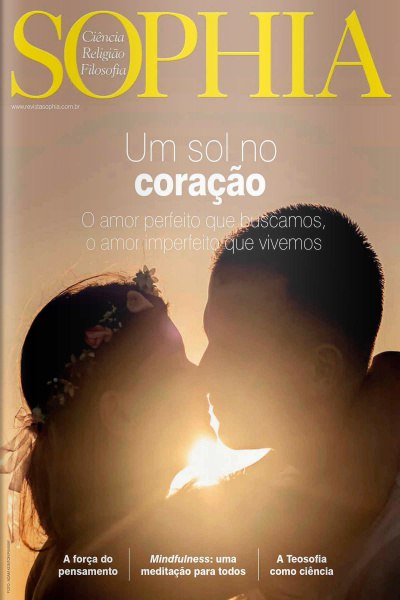 SOPHIA
Ciência
Religião
Filosofia
www.revistasophia.com.br
Um sol no
coração
O amor perfeito que buscamos,
o amor imperfeito que vivemos
A força do
pensamento
Mindfulness: uma
meditação para todos
A Teosofia
como ciência